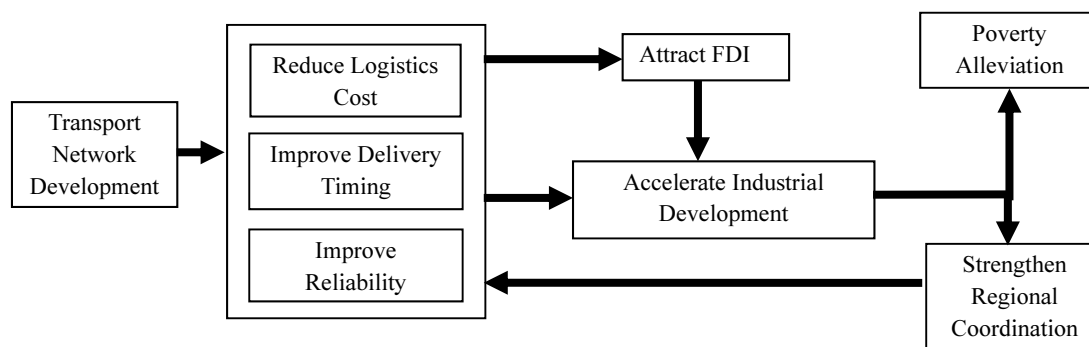 Transport
Network
Development
Reduce Logistics
Cost
Improve Delivery
Timing
Improve
Reliability
Attract FDI
Accelerate Industrial
Development
Poverty
Alleviation
Strengthen
Regional
Coordination